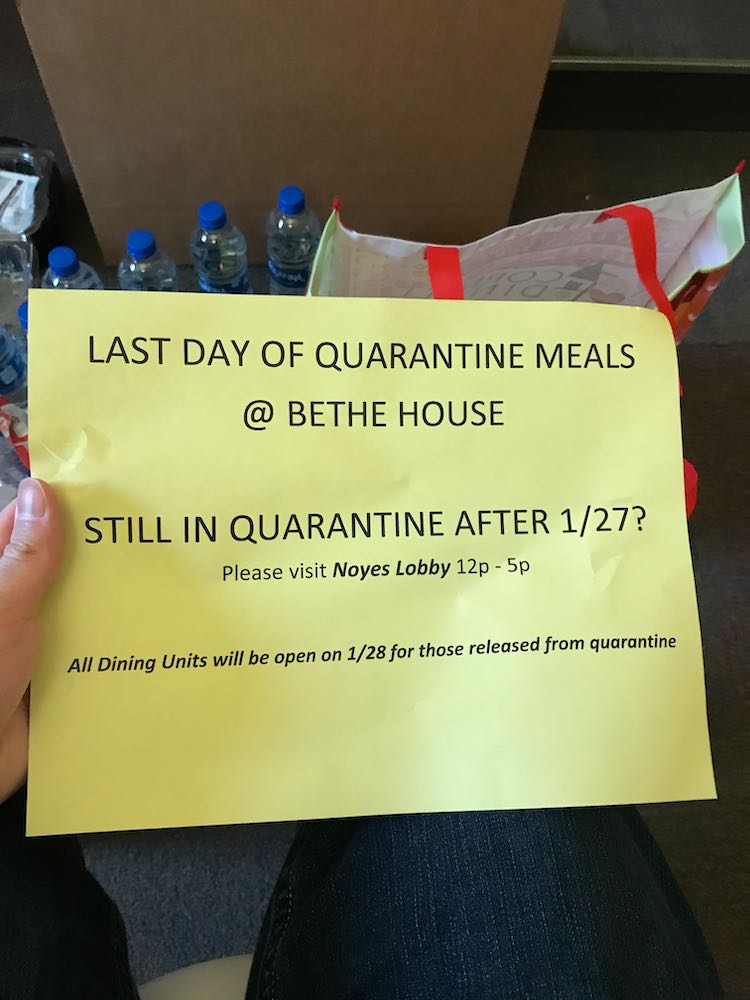 LAST DAY OF QUARANTINE MEALS
@ BETHE HOUSE
STILL IN QUARANTINE AFTER 1/27?
Please visit Noyes Lobby 12p - 5p
All Dining Units will be open on 1/28 for those released from quarantine